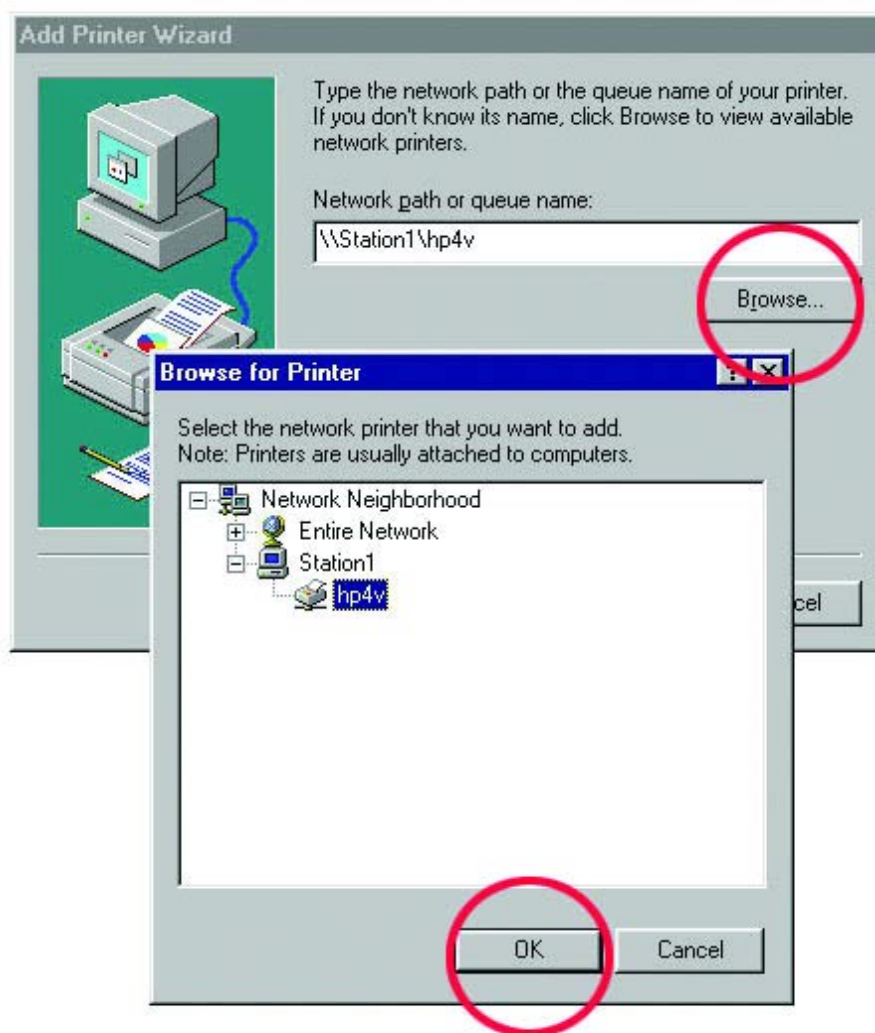 Add Printer Wizard
Type the network path or the queue name of your printer.
If you don't know its name, click Browse to view available
network printers.
Network path or queue name:
\\Station1\hp4v
Browse...
Browse for Printer
Select the network printer that you want to add.
Note: Printers are usually attached to computers.
Network Neighborhood
Entire Network
Station1
hp4v
cel
OK
Cancel